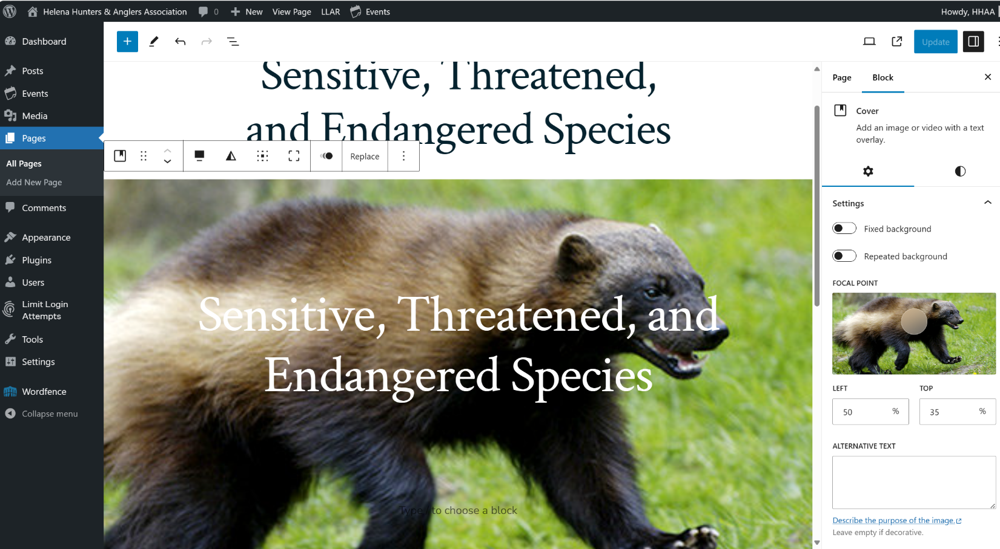 Helena Hunters & Anglers Association 0 New View Page LLAR Events Howdy, HHAA
Dashboard
Posts
Events
Media
Pages
All Pages
Add New Page
Comments
Appearance
Plugins
Users
Limit Login
Attempts
Tools
Settings
Wordfence
Collapse menu
Update
Sensitive, Threatened,
and Endangered Species
Replace
Sensitive, Threatened, and
Endangered Species
Type to choose a block
Page Block
Cover
Add an image or video with a text
overlay.
Settings
Fixed background
Repeated background
FOCAL POINT
LEFT TOP
50 % 35 %
ALTERNATIVE TEXT
Describe the purpose of the image.
Leave empty if decorative.